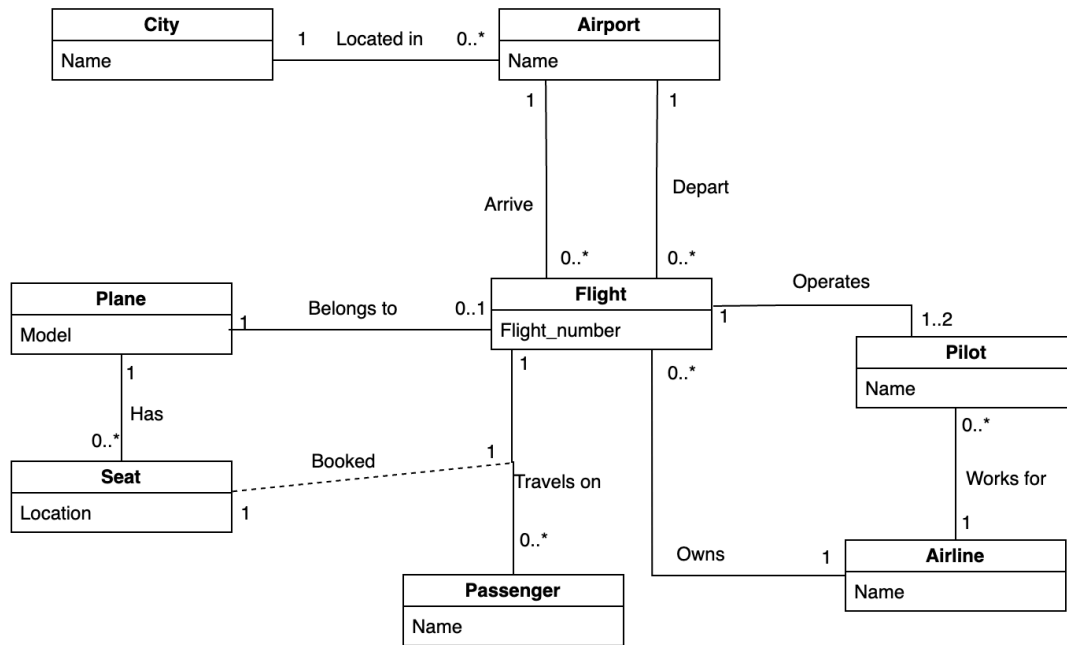 City
Name
1 Located in 0..*
Airport
Name
1
1
Arrive
Depart
0..*
0..*
Plane
Model
1 Belongs to 0..1
Flight
Flight_number
Operates
1
1..2
Pilot
Name
1
Has
0..*
Seat
Location
1
Booked
1
1
Travels on
0..*
Passenger
Name
0..*
Owns
1
0..*
Works for
1
Airline
Name